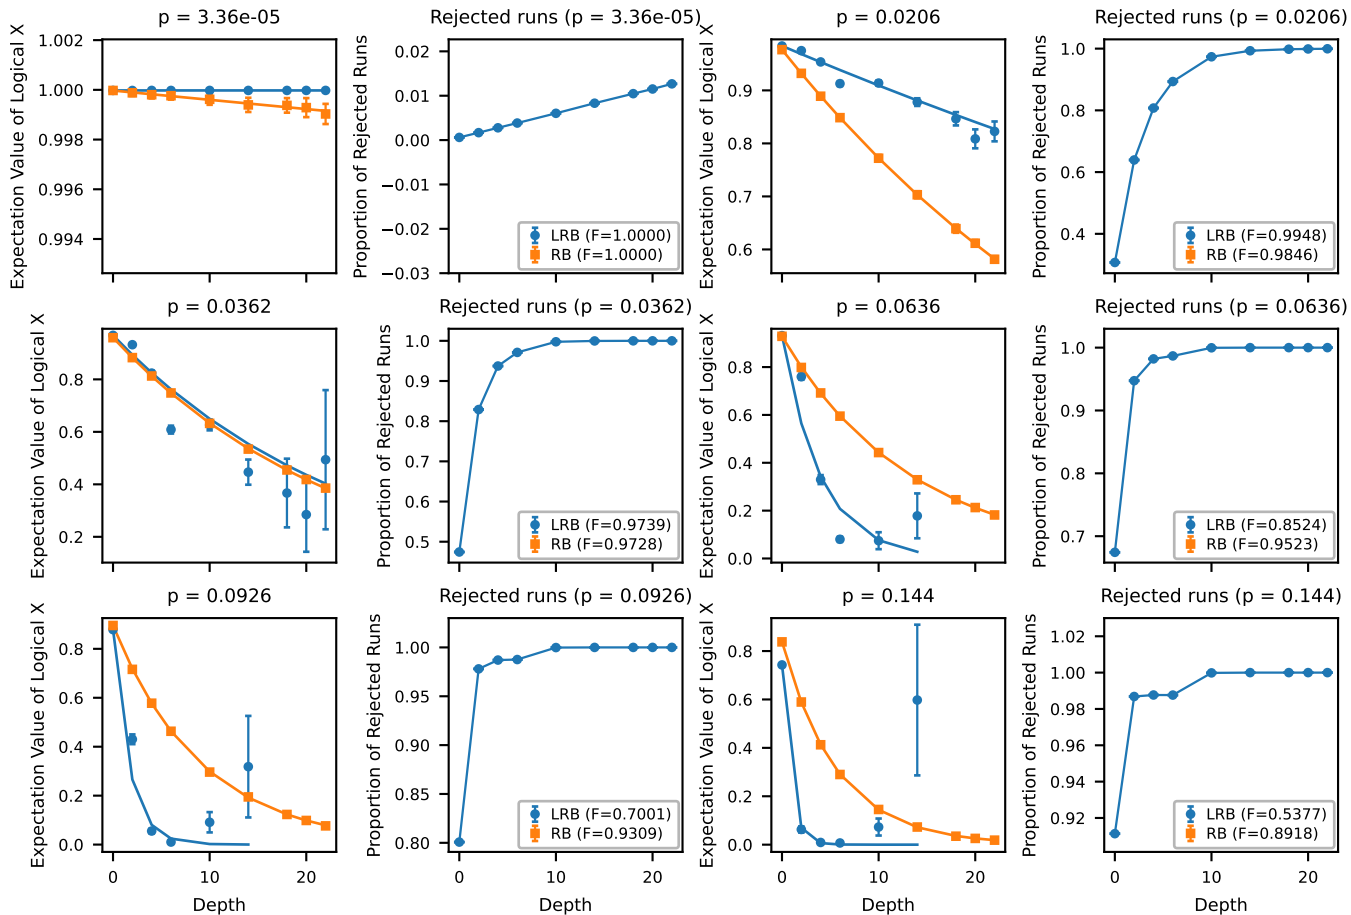 p = 3.36e-05
Expectation Value of Logical X
1.002
1.000
0.998
0.996
0.994
Rejected runs (p = 3.36e-05)
Proportion of Rejected Runs
0.02
0.01
0.00
−0.01
−0.02
−0.03
LRB (F=1.0000)
RB (F=1.0000)
p = 0.0206
Expectation Value of Logical X
0.9
0.8
0.7
0.6
Rejected runs (p = 0.0206)
Proportion of Rejected Runs
1.0
0.8
0.6
0.4
LRB (F=0.9948)
RB (F=0.9846)
p = 0.0362
Expectation Value of Logical X
0.8
0.6
0.4
0.2
Rejected runs (p = 0.0362)
Proportion of Rejected Runs
1.0
0.9
0.8
0.7
0.6
0.5
LRB (F=0.9739)
RB (F=0.9728)
p = 0.0636
Expectation Value of Logical X
0.8
0.6
0.4
0.2
0.0
Rejected runs (p = 0.0636)
Proportion of Rejected Runs
1.0
0.9
0.8
0.7
LRB (F=0.8524)
RB (F=0.9523)
p = 0.0926
Expectation Value of Logical X
0.8
0.6
0.4
0.2
0.0
0 10 20
Depth
Rejected runs (p = 0.0926)
Proportion of Rejected Runs
1.00
0.95
0.90
0.85
0.80
LRB (F=0.7001)
RB (F=0.9309)
0 10 20
Depth
p = 0.144
Expectation Value of Logical X
0.8
0.6
0.4
0.2
0.0
0 10 20
Depth
Rejected runs (p = 0.144)
Proportion of Rejected Runs
1.02
1.00
0.98
0.96
0.94
0.92
LRB (F=0.5377)
RB (F=0.8918)
0 10 20
Depth